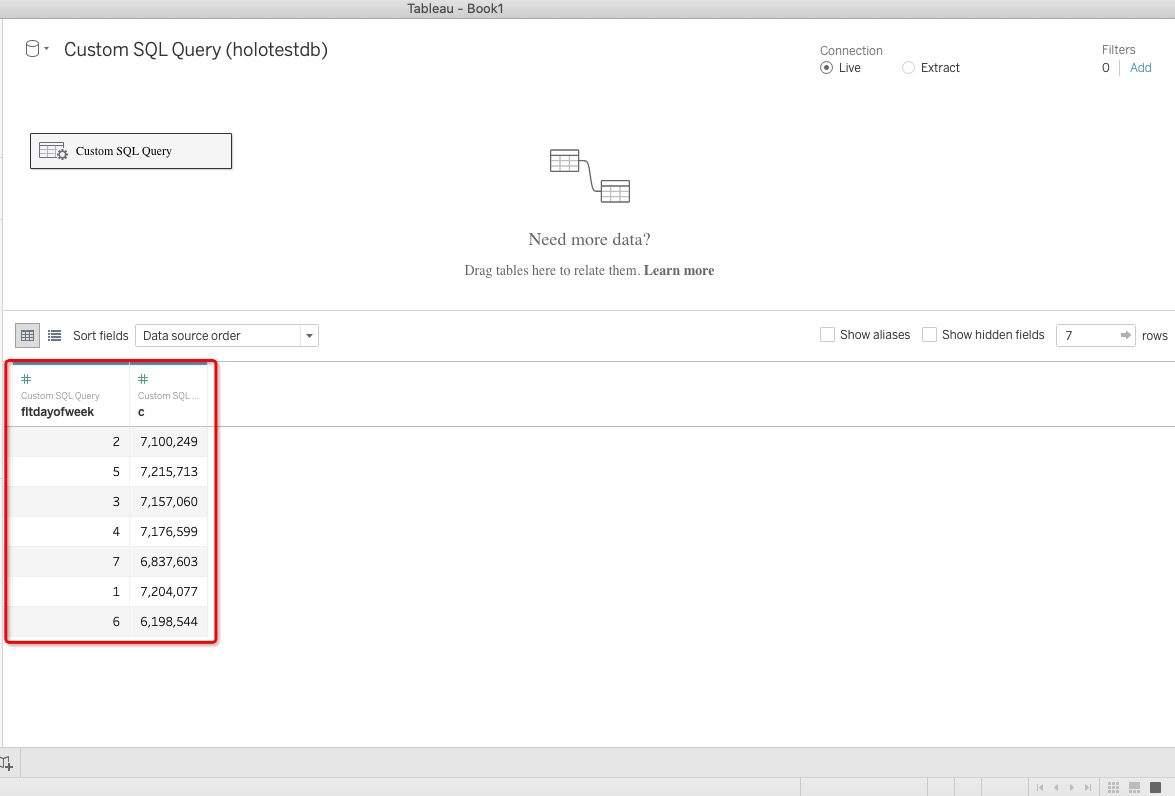 Tableau - Book1
Custom SQL Query (holotestdb)
Connection
Live Extract
Filters
0 Add
Custom SQL Query
Need more data?
Drag tables here to relate them. Learn more
Sort fields Data source order Show aliases Show hidden fields 7 rows
# #
Custom SQL Query Custom SQL ...
fltdayofweek c
2 7,100,249
5 7,215,713
3 7,157,060
4 7,176,599
7 6,837,603
1 7,204,077
6 6,198,544